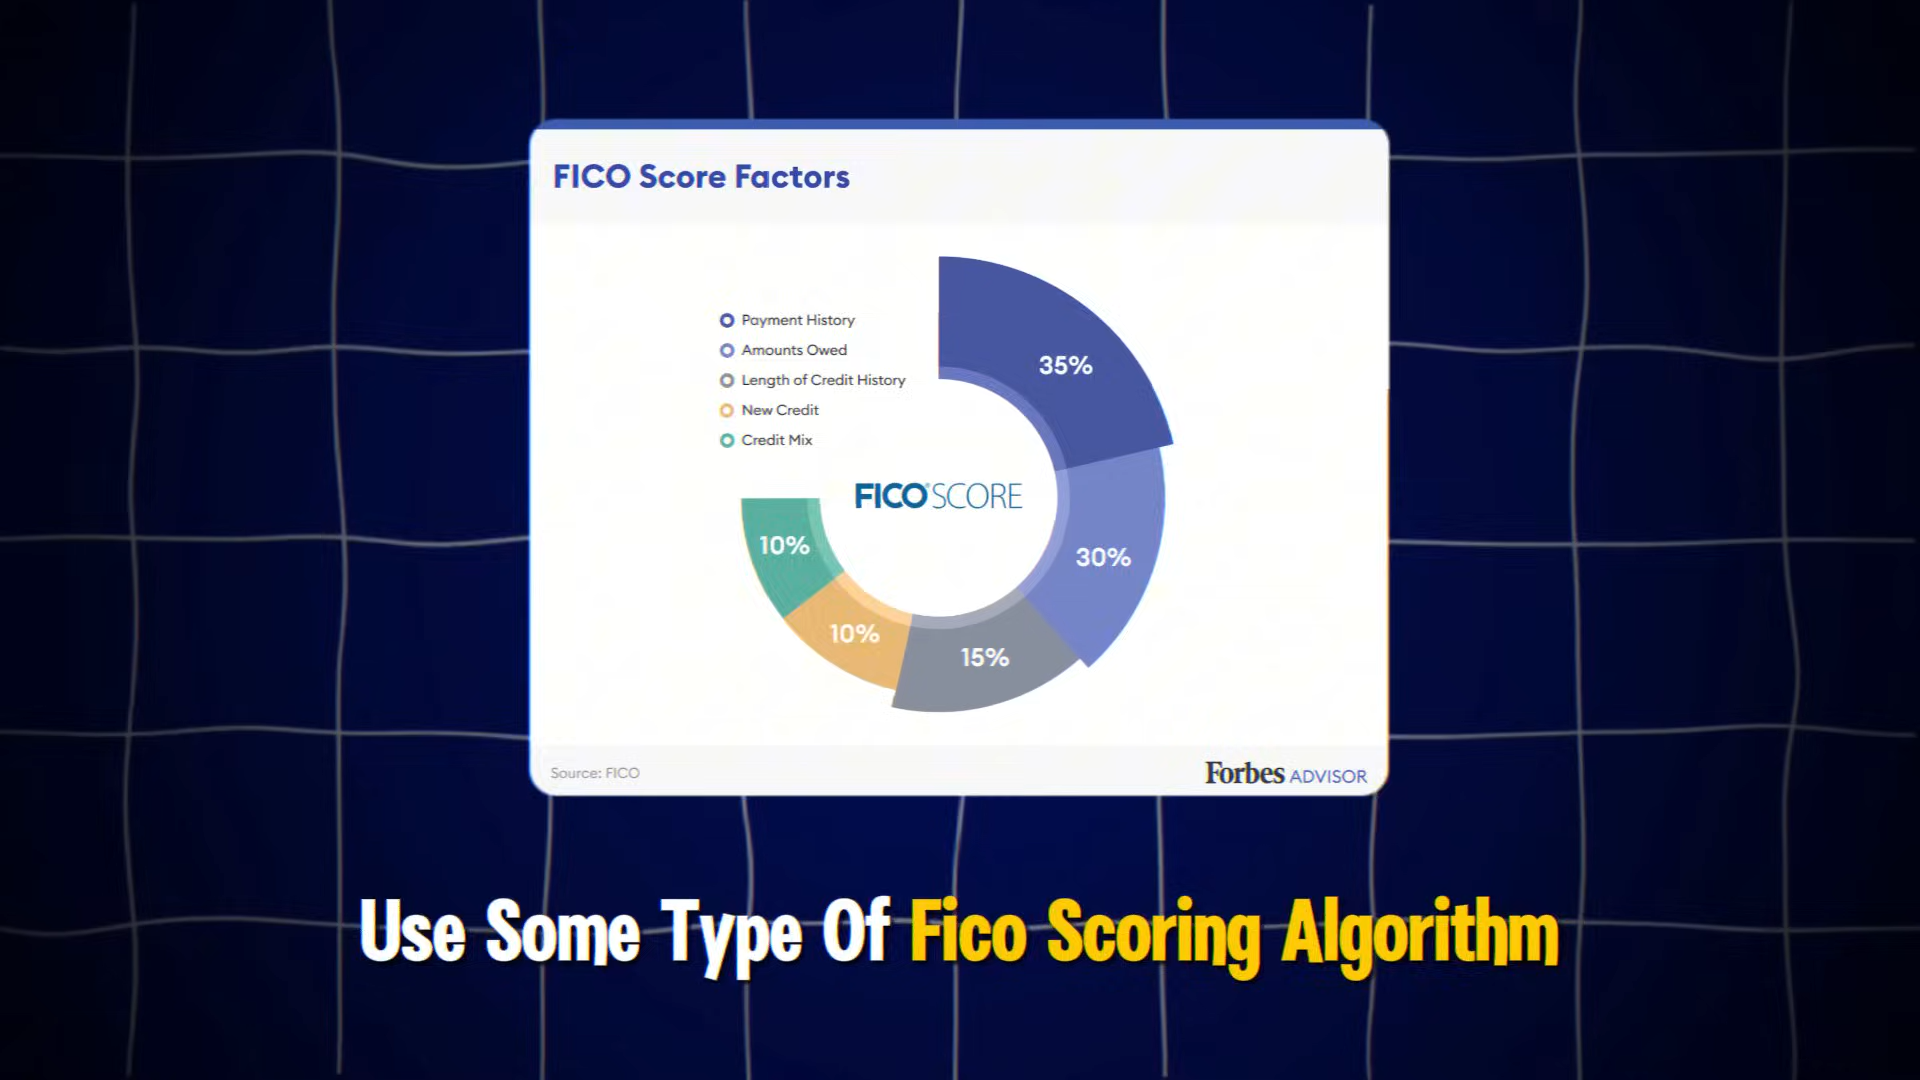 FICO Score Factors
Payment History
Amounts Owed
Length of Credit History
New Credit
Credit Mix
35%
30%
15%
10%
10%
FICO® SCORE
Source: FICO
Forbes ADVISOR
Use Some Type Of Fico Scoring Algorithm